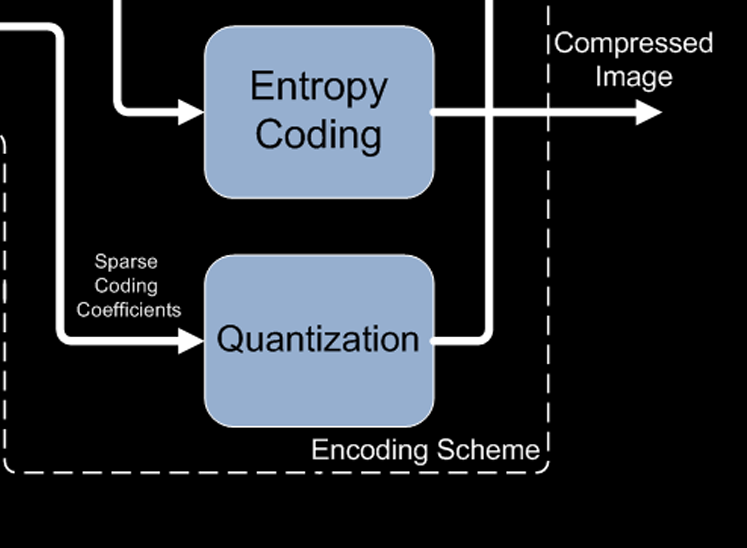 Compressed
Image
Entropy
Coding
Sparse
Coding
Coefficients
Quantization
Encoding Scheme